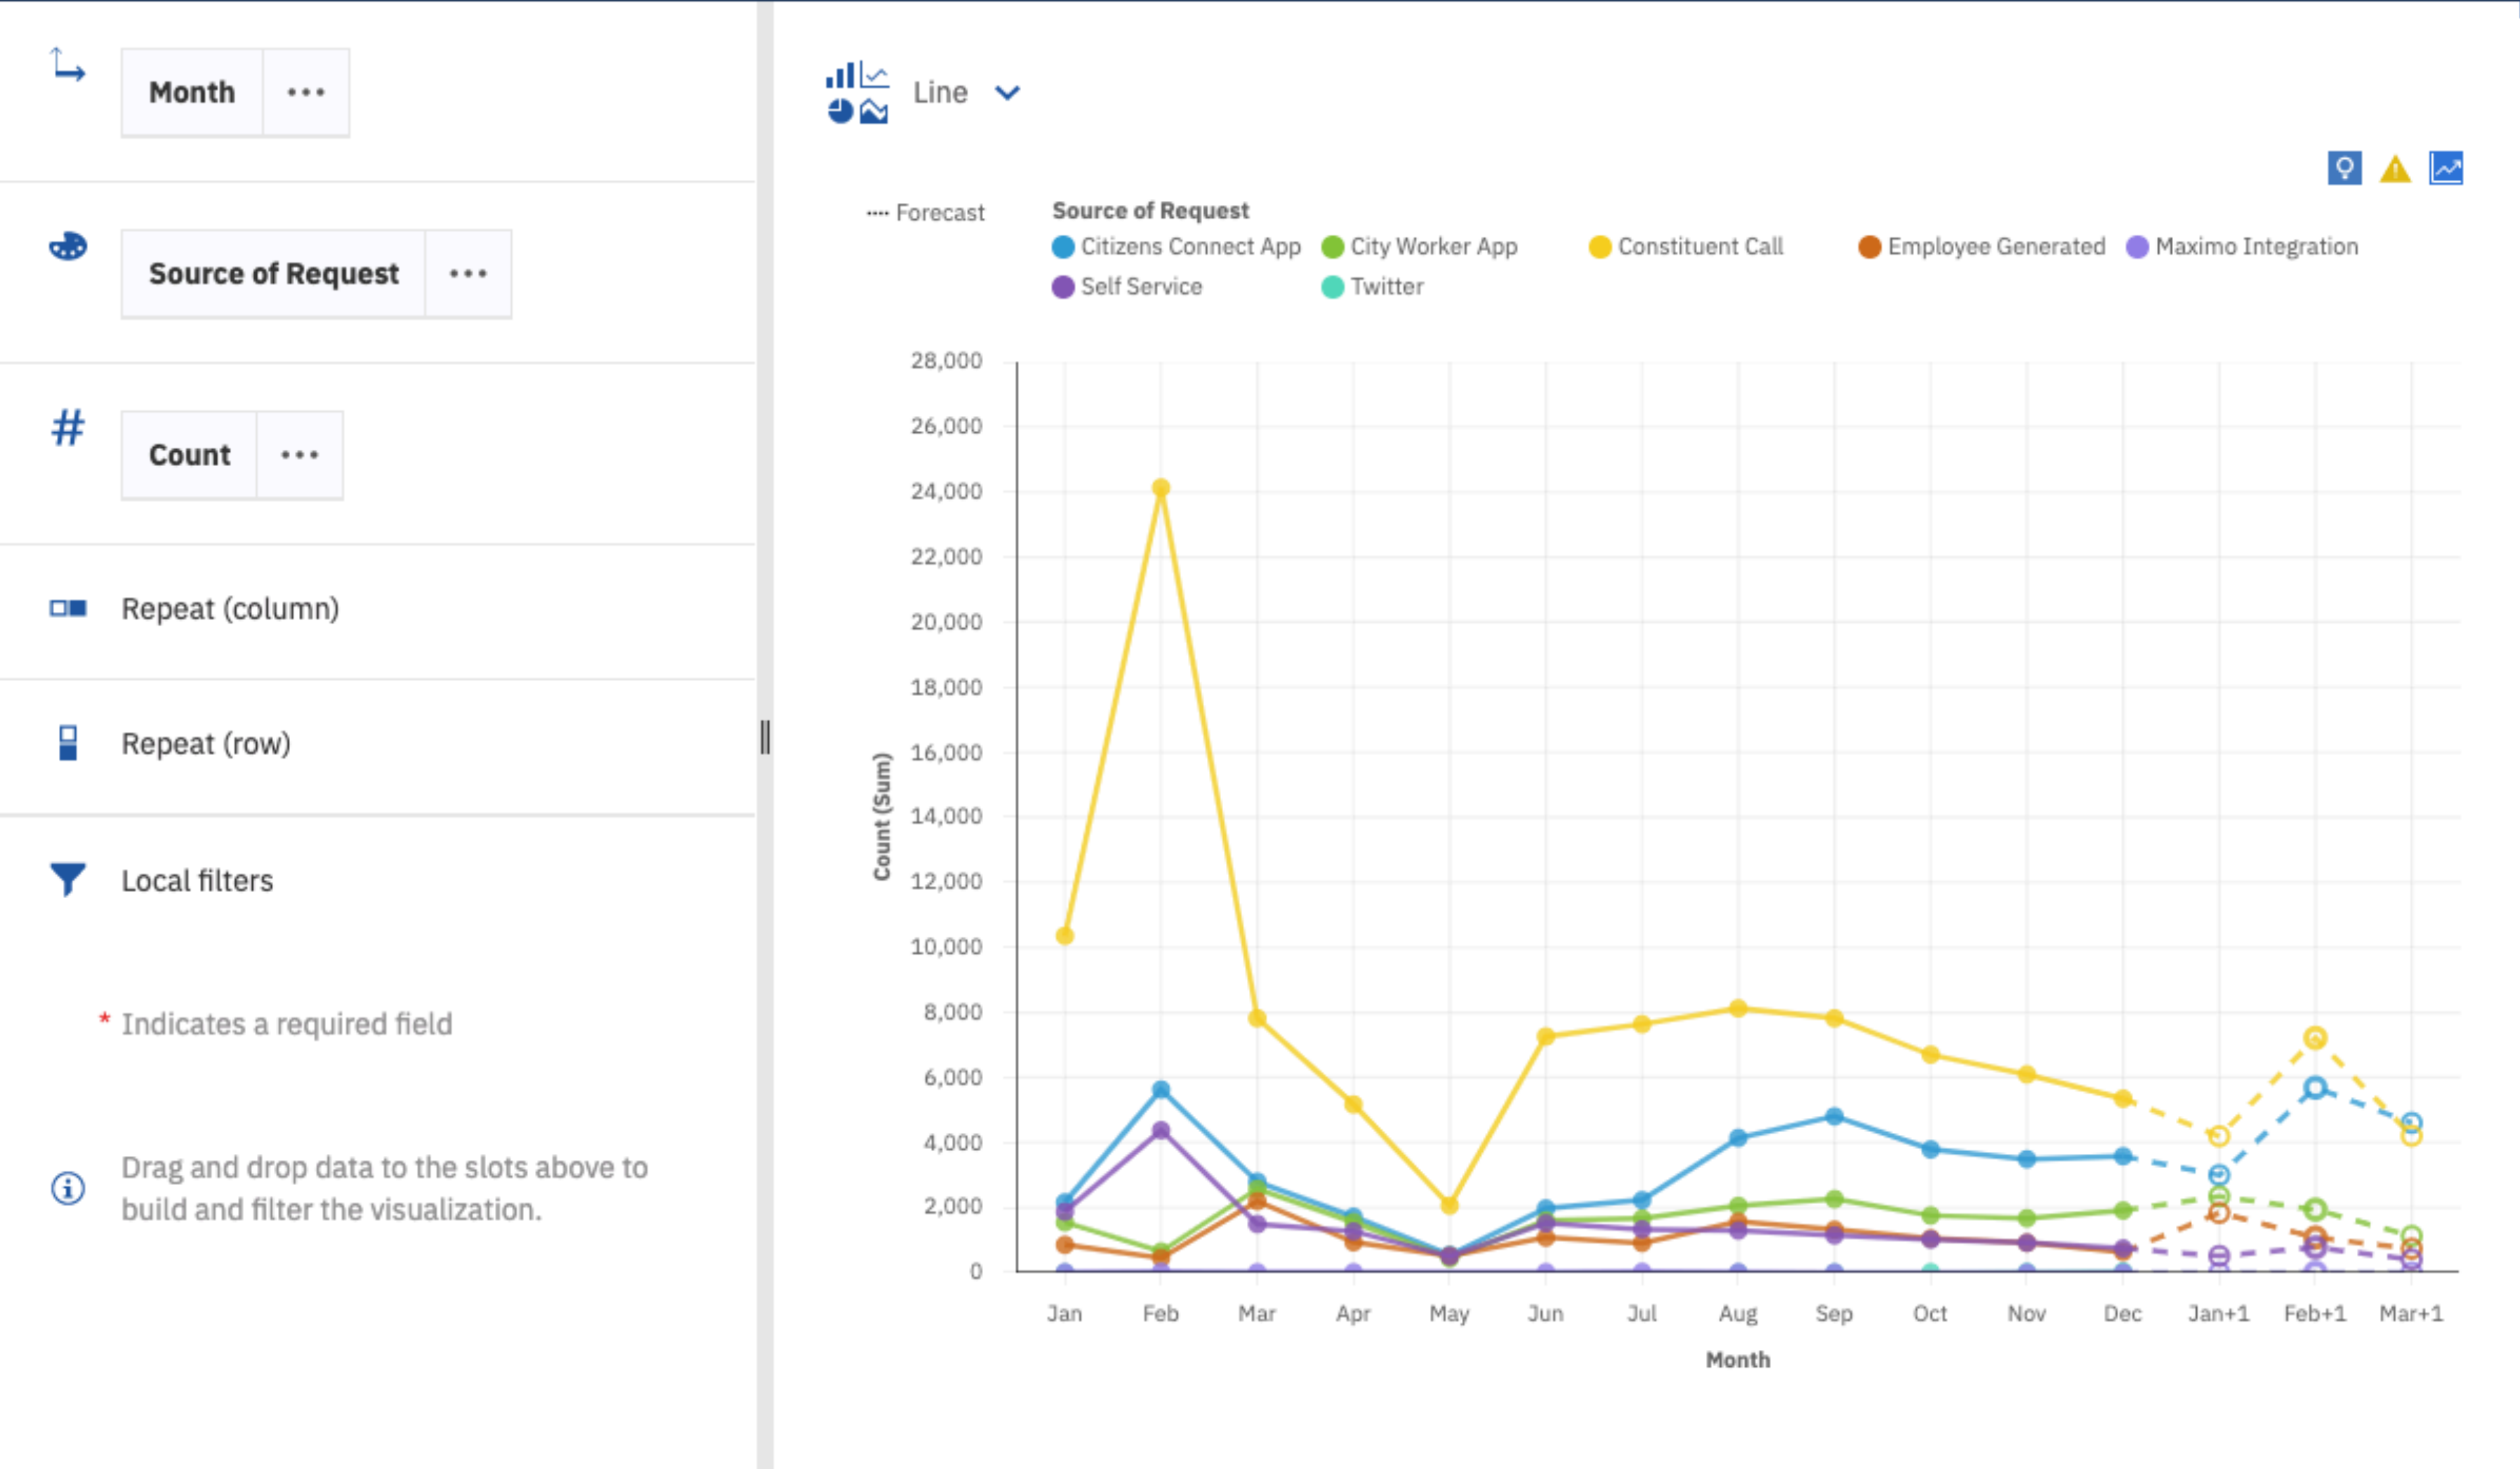 Month
Source of Request
Count
Repeat (column)
Repeat (row)
Local filters
* Indicates a required field
Drag and drop data to the slots above to
build and filter the visualization.
Line
Forecast
Source of Request
Citizens Connect App City Worker App Constituent Call Employee Generated Maximo Integration
Self Service Twitter
28,000
26,000
24,000
22,000
20,000
18,000
16,000
14,000
12,000
10,000
8,000
6,000
4,000
2,000
0
Count (Sum)
Jan Feb Mar Apr May Jun Jul Aug Sep Oct Nov Dec Jan+1 Feb+1 Mar+1
Month